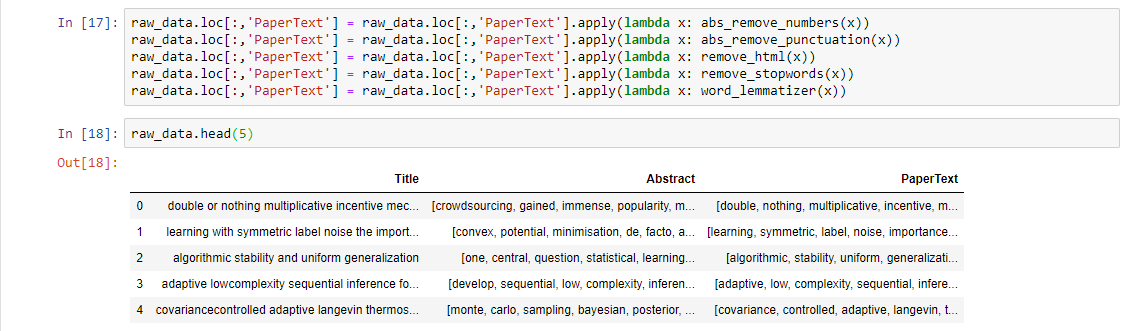 In [17]: raw_data.loc[:,'PaperText'] = raw_data.loc[:,'PaperText'].apply(lambda x: abs_remove_numbers(x))
raw_data.loc[:,'PaperText'] = raw_data.loc[:,'PaperText'].apply(lambda x: abs_remove_punctuation(x))
raw_data.loc[:,'PaperText'] = raw_data.loc[:,'PaperText'].apply(lambda x: remove_html(x))
raw_data.loc[:,'PaperText'] = raw_data.loc[:,'PaperText'].apply(lambda x: remove_stopwords(x))
raw_data.loc[:,'PaperText'] = raw_data.loc[:,'PaperText'].apply(lambda x: word_lemmatizer(x))
In [18]: raw_data.head(5)
Out[18]:
Title Abstract PaperText
0 double or nothing multiplicative incentive mec... [crowdsourcing, gained, immense, popularity, m... [double, nothing, multiplicative, incentive, m...
1 learning with symmetric label noise the import... [convex, potential, minimisation, de, facto, a... [learning, symmetric, label, noise, importance...
2 algorithmic stability and uniform generalization [one, central, question, statistical, learning... [algorithmic, stability, uniform, generalizati...
3 adaptive lowcomplexity sequential inference fo... [develop, sequential, low, complexity, inferen... [adaptive, low, complexity, sequential, infere...
4 covariancecontrolled adaptive langevin thermos... [monte, carlo, sampling, bayesian, posterior, ... [covariance, controlled, adaptive, langevin, t...